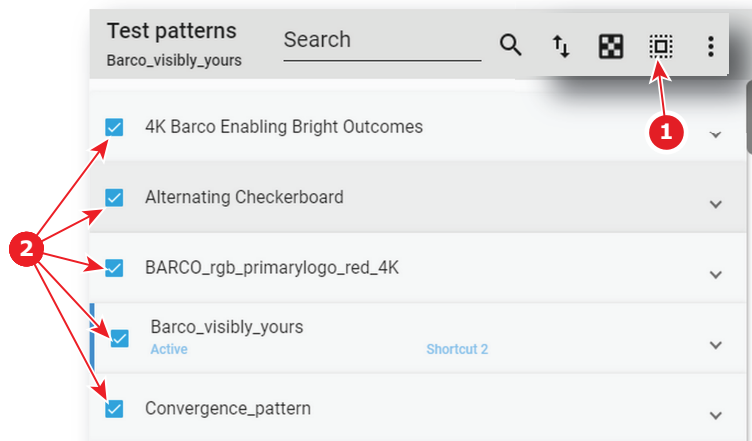 Test patterns
Barco_visibly_yours
Search
1
4K Barco Enabling Bright Outcomes
Alternating Checkerboard
2
BARCO_rgb_primarylogo_red_4K
Barco_visibly_yours
Active Shortcut 2
Convergence_pattern